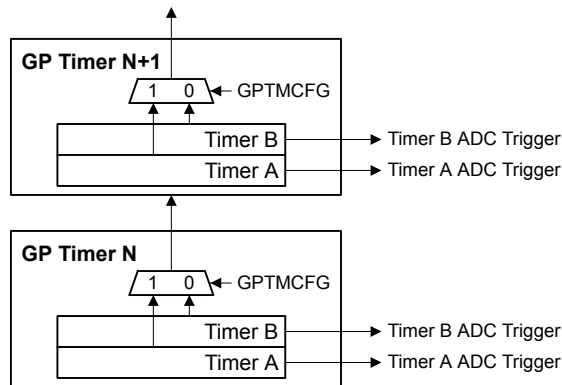 GP Timer N+1
1 0
GPTMCFG
Timer B
Timer B ADC Trigger
Timer A
Timer A ADC Trigger
GP Timer N
1 0
GPTMCFG
Timer B
Timer B ADC Trigger
Timer A
Timer A ADC Trigger